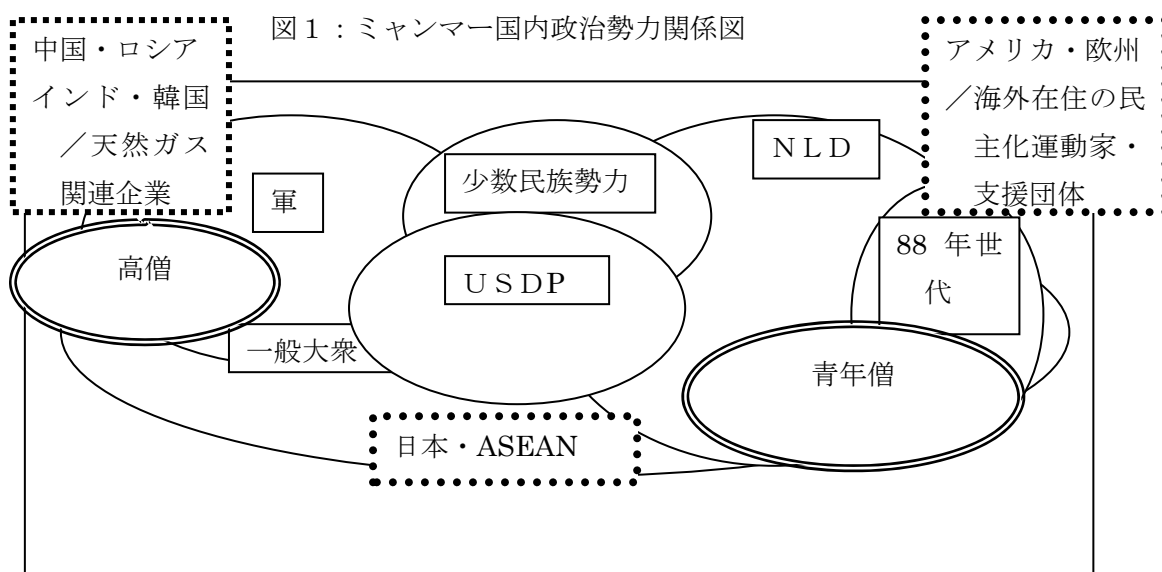 図1：ミャンマー国内政治勢力関係図
中国・ロシア
インド・韓国
／天然ガス
関連企業
アメリカ・欧州
／海外在住の民
主化運動家・
支援団体
NLD
少数民族勢力
軍
88 年世
代
高僧
USDP
一般大衆
青年僧
日本・ASEAN